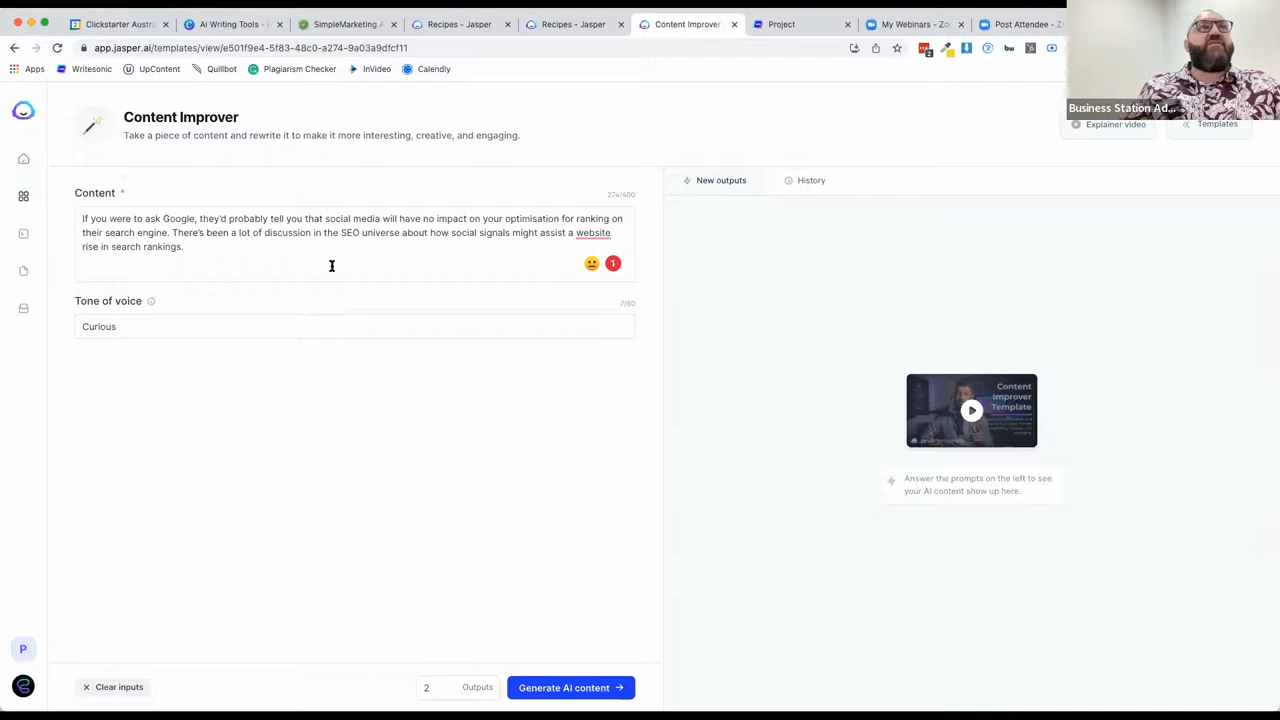 Clickstarter Austra
Ai Writing Tools -
SimpleMarketing.A
Recipes - Jasper
Recipes - Jasper
Content Improver
Project
My Webinars - Zo
Post Attendee - Z
app.jasper.ai/templates/view/e501f9e4-5f83-48c0-a274-9a03a9dfcf11
Apps
Writesonic
UpContent
Quillbot
Plagiarism Checker
InVideo
Calendly
Business Station Ad...
Content Improver
Take a piece of content and rewrite it to make it more interesting, creative, and engaging.
Explainer video
Templates
Content *
274/400
If you were to ask Google, they'd probably tell you that social media will have no impact on your optimisation for ranking on
their search engine. There's been a lot of discussion in the SEO universe about how social signals might assist a website
rise in search rankings.
1
Tone of voice
7/80
Curious
New outputs
History
Content
Improver
Template
Answer the prompts on the left to see
your AI content show up here.
P
Clear inputs
2
Outputs
Generate AI content